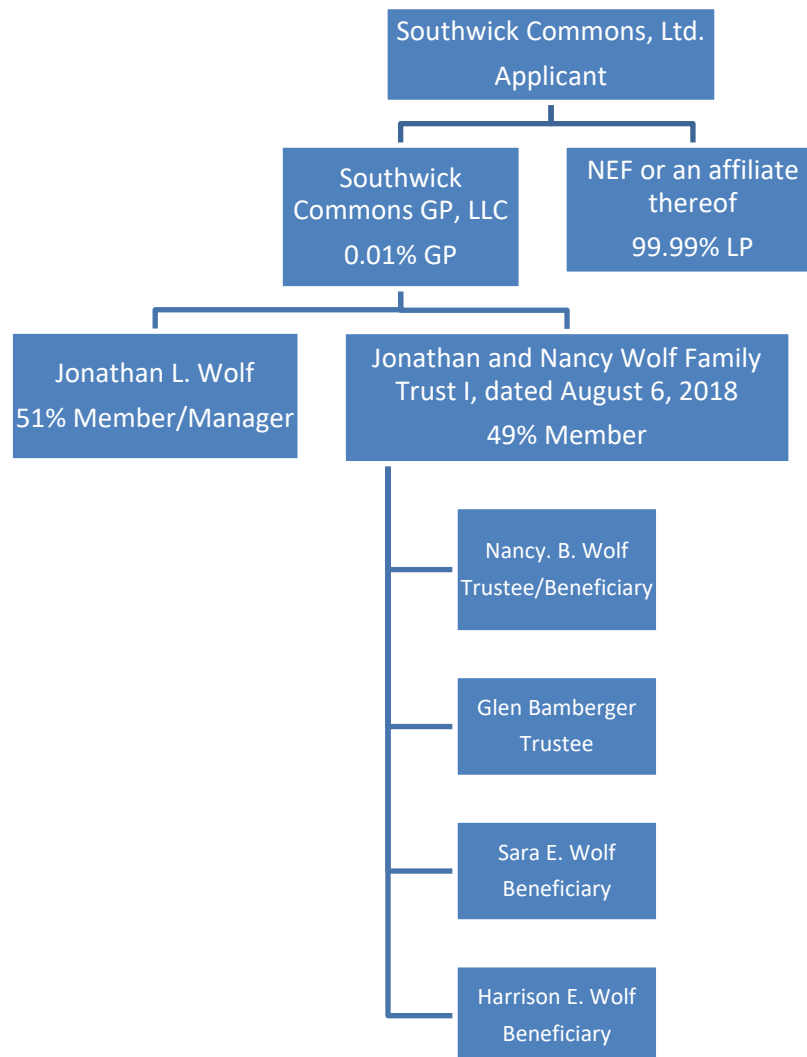 Southwick Commons, Ltd.
Applicant
Southwick
Commons GP, LLC
0.01% GP
NEF or an affiliate
thereof
99.99% LP
Jonathan L. Wolf
51% Member/Manager
Jonathan and Nancy Wolf Family
Trust I, dated August 6, 2018
49% Member
Nancy. B. Wolf
Trustee/Beneficiary
Glen Bamberger
Trustee
Sara E. Wolf
Beneficiary
Harrison E. Wolf
Beneficiary